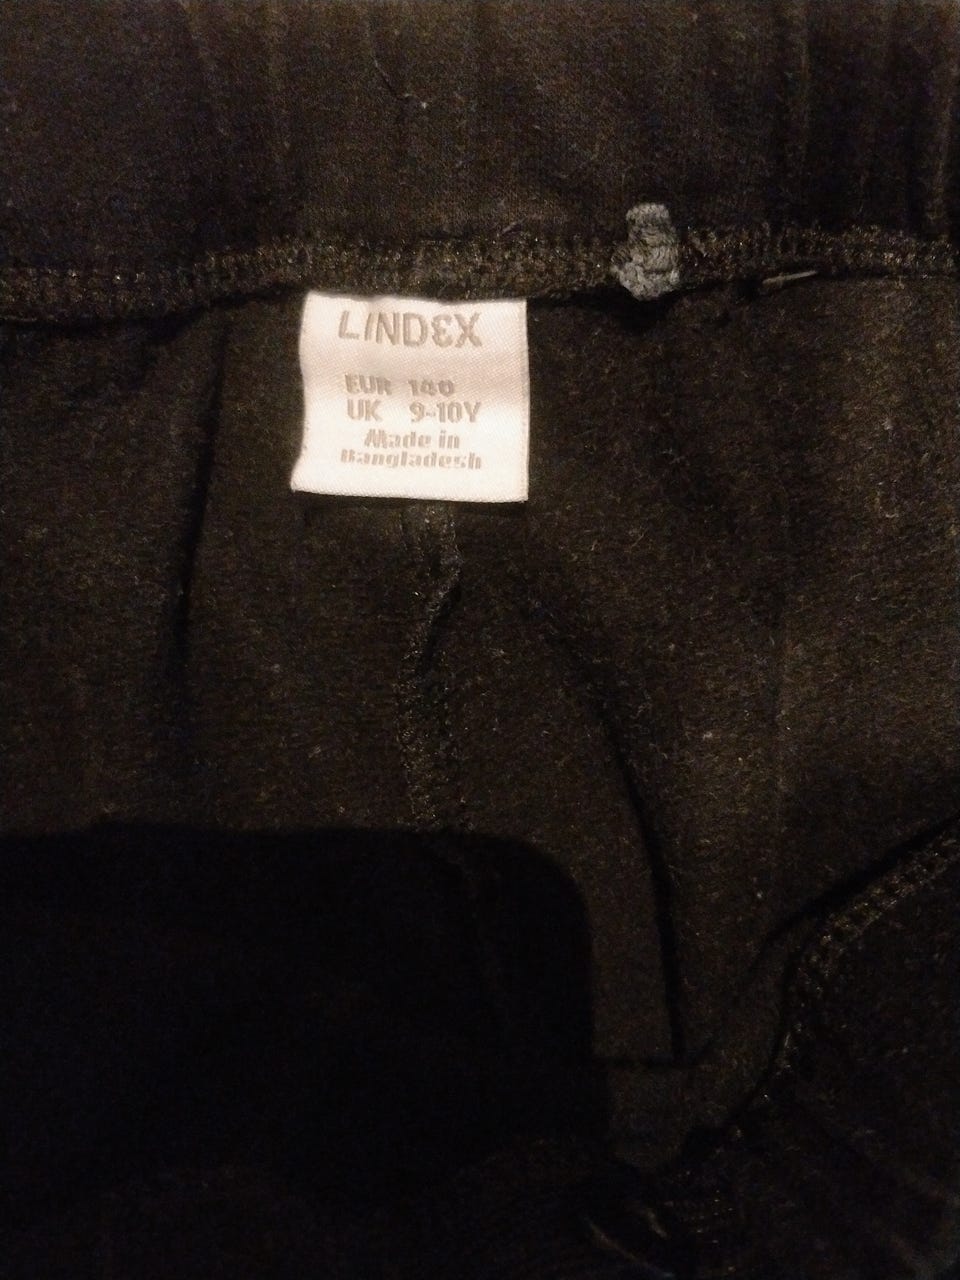 LINDEX
EUR 140
UK 9-10Y
Made in
Bangladesh